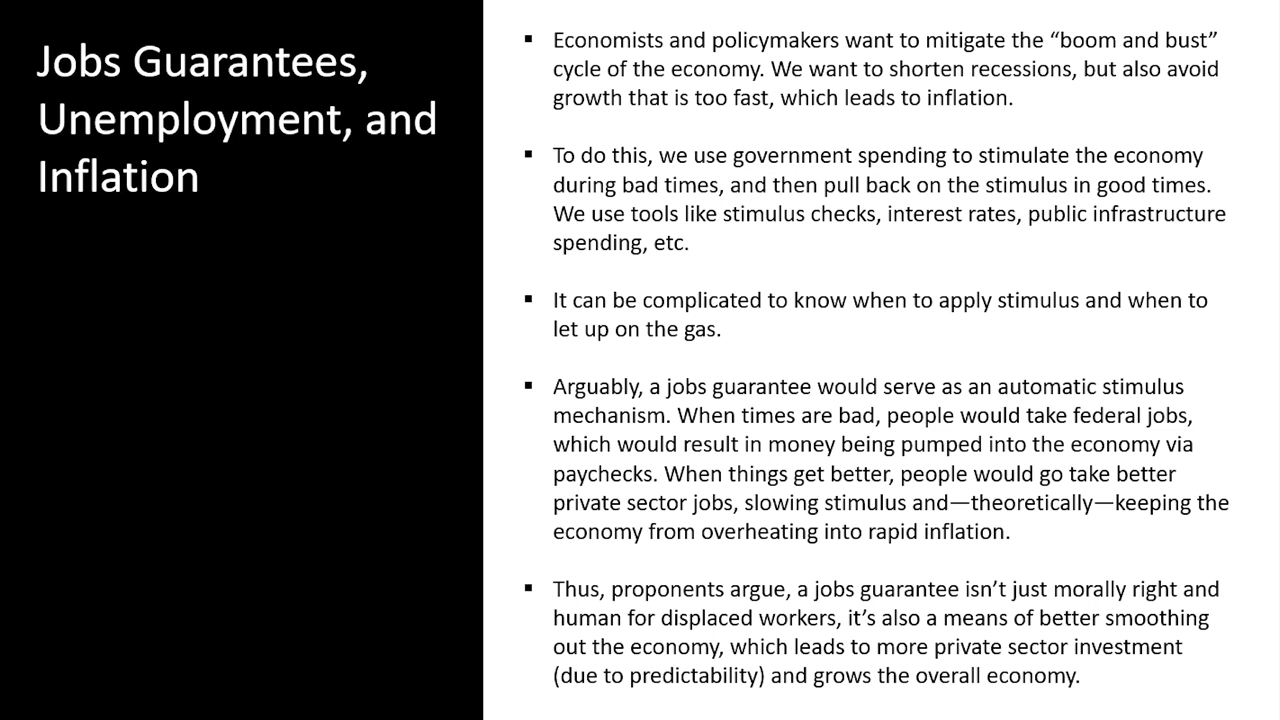 Jobs Guarantees,
Unemployment, and
Inflation
▪ Economists and policymakers want to mitigate the “boom and bust”
cycle of the economy. We want to shorten recessions, but also avoid
growth that is too fast, which leads to inflation.
▪ To do this, we use government spending to stimulate the economy
during bad times, and then pull back on the stimulus in good times.
We use tools like stimulus checks, interest rates, public infrastructure
spending, etc.
▪ It can be complicated to know when to apply stimulus and when to
let up on the gas.
▪ Arguably, a jobs guarantee would serve as an automatic stimulus
mechanism. When times are bad, people would take federal jobs,
which would result in money being pumped into the economy via
paychecks. When things get better, people would go take better
private sector jobs, slowing stimulus and—theoretically—keeping the
economy from overheating into rapid inflation.
▪ Thus, proponents argue, a jobs guarantee isn’t just morally right and
human for displaced workers, it’s also a means of better smoothing
out the economy, which leads to more private sector investment
(due to predictability) and grows the overall economy.